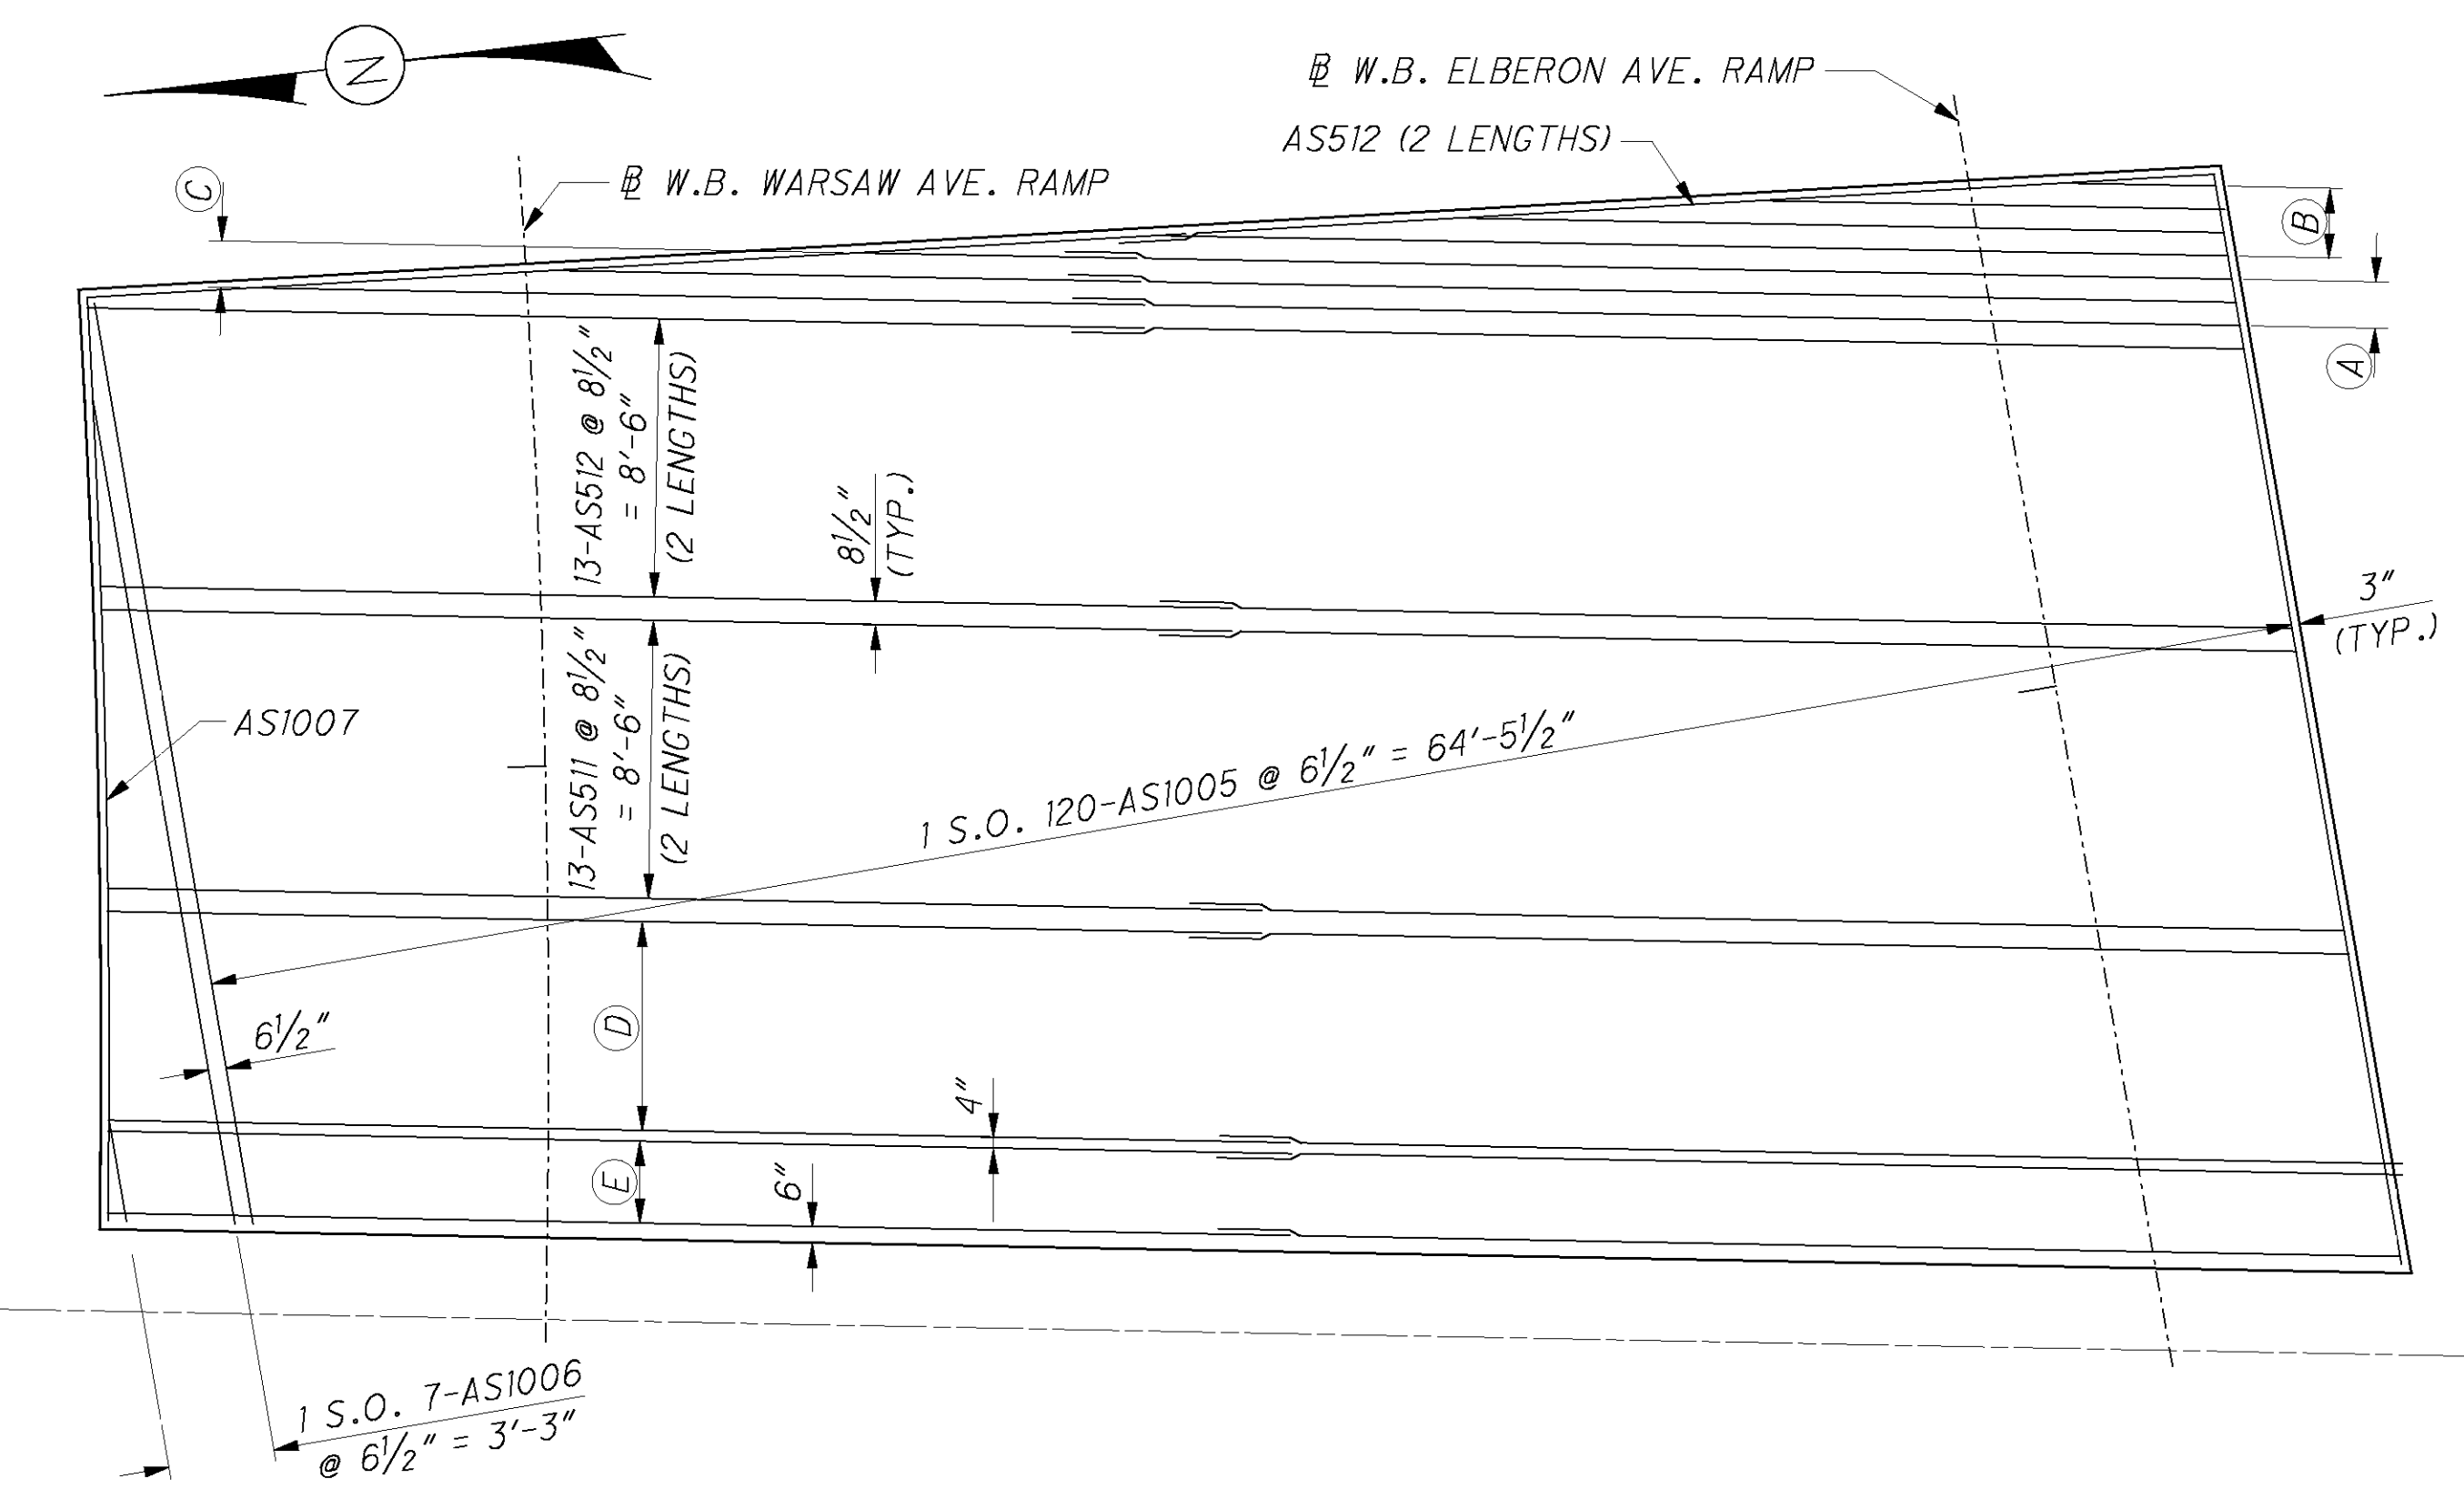 N
℄ W.B. ELBERON AVE. RAMP
AS512 (2 LENGTHS)
℄ W.B. WARSAW AVE. RAMP
C
B
A
13-AS512 @ 8½"
= 8'-6"
(2 LENGTHS)
8½"
(TYP.)
3"
(TYP.)
13-AS511 @ 8½"
= 8'-6"
(2 LENGTHS)
AS1007
1 S.O. 120-AS1005 @ 6½" = 64'-5½"
6½"
D
4"
E
6"
1 S.O. 7-AS1006
@ 6½" = 3'-3"